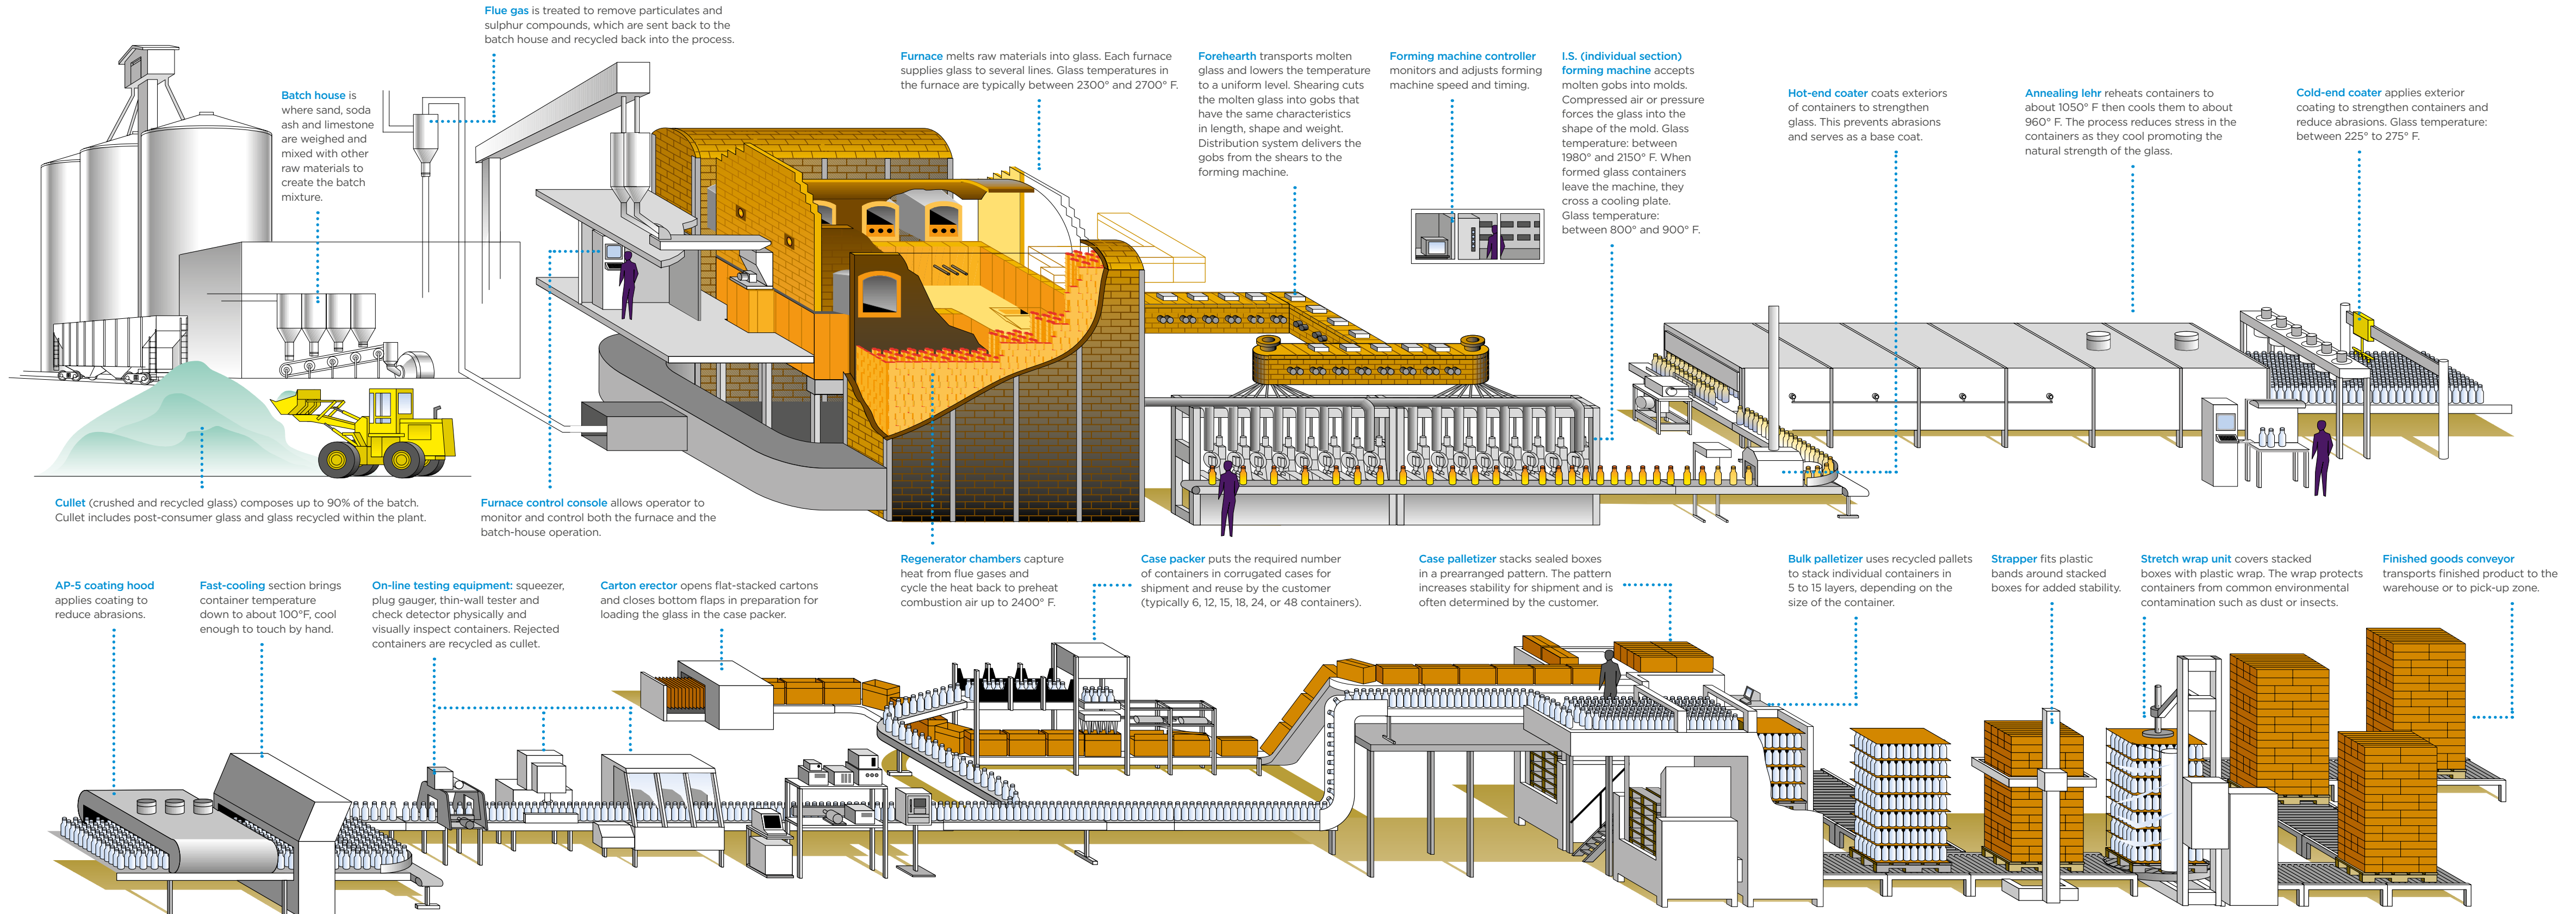 Flue gas is treated to remove particulates and
sulphur compounds, which are sent back to the
batch house and recycled back into the process.
Batch house is
where sand, soda
ash and limestone
are weighed and
mixed with other
raw materials to
create the batch
mixture.
Furnace melts raw materials into glass. Each furnace
supplies glass to several lines. Glass temperatures in
the furnace are typically between 2300° and 2700° F.
Forehearth transports molten
glass and lowers the temperature
to a uniform level. Shearing cuts
the molten glass into gobs that
have the same characteristics
in length, shape and weight.
Distribution system delivers the
gobs from the shears to the
forming machine.
Forming machine controller
monitors and adjusts forming
machine speed and timing.
I.S. (individual section)
forming machine accepts
molten gobs into molds.
Compressed air or pressure
forces the glass into the
shape of the mold. Glass
temperature: between
1980° and 2150° F. When
formed glass containers
leave the machine, they
cross a cooling plate.
Glass temperature:
between 800° and 900° F.
Hot-end coater coats exteriors
of containers to strengthen
glass. This prevents abrasions
and serves as a base coat.
Annealing lehr reheats containers to
about 1050° F then cools them to about
960° F. The process reduces stress in the
containers as they cool promoting the
natural strength of the glass.
Cold-end coater applies exterior
coating to strengthen containers and
reduce abrasions. Glass temperature:
between 225° to 275° F.
Cullet (crushed and recycled glass) composes up to 90% of the batch.
Cullet includes post-consumer glass and glass recycled within the plant.
Furnace control console allows operator to
monitor and control both the furnace and the
batch-house operation.
Regenerator chambers capture
heat from flue gases and
cycle the heat back to preheat
combustion air up to 2400° F.
AP-5 coating hood
applies coating to
reduce abrasions.
Fast-cooling section brings
container temperature
down to about 100°F, cool
enough to touch by hand.
On-line testing equipment: squeezer,
plug gauger, thin-wall tester and
check detector physically and
visually inspect containers. Rejected
containers are recycled as cullet.
Carton erector opens flat-stacked cartons
and closes bottom flaps in preparation for
loading the glass in the case packer.
Case packer puts the required number
of containers in corrugated cases for
shipment and reuse by the customer
(typically 6, 12, 15, 18, 24, or 48 containers).
Case palletizer stacks sealed boxes
in a prearranged pattern. The pattern
increases stability for shipment and is
often determined by the customer.
Bulk palletizer uses recycled pallets
to stack individual containers in
5 to 15 layers, depending on the
size of the container.
Strapper fits plastic
bands around stacked
boxes for added stability.
Stretch wrap unit covers stacked
boxes with plastic wrap. The wrap protects
containers from common environmental
contamination such as dust or insects.
Finished goods conveyor
transports finished product to the
warehouse or to pick-up zone.